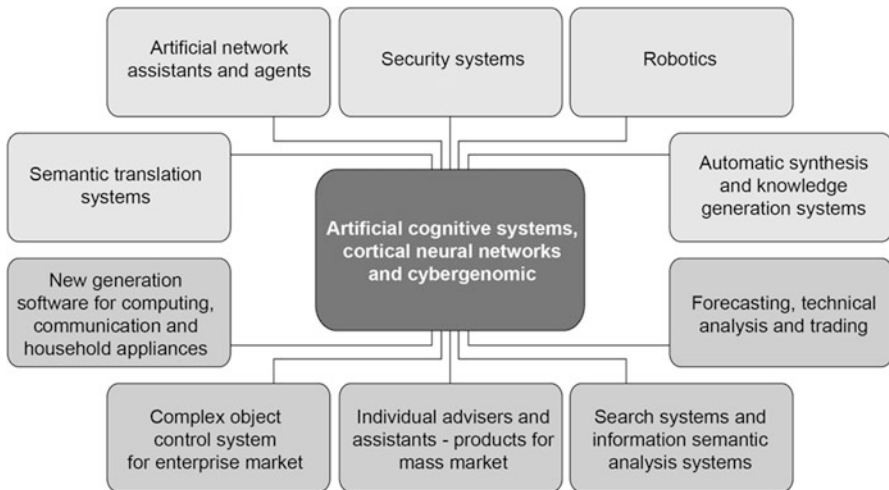 Artificial network
assistants and agents
Security systems
Robotics
Semantic translation
systems
Automatic synthesis
and knowledge
generation systems
Artificial cognitive systems,
cortical neural networks
and cybergenomic
New generation
software for computing,
communication and
household appliances
Forecasting, technical
analysis and trading
Complex object
control system
for enterprise market
Individual advisers and
assistants - products for
mass market
Search systems and
information semantic
analysis systems